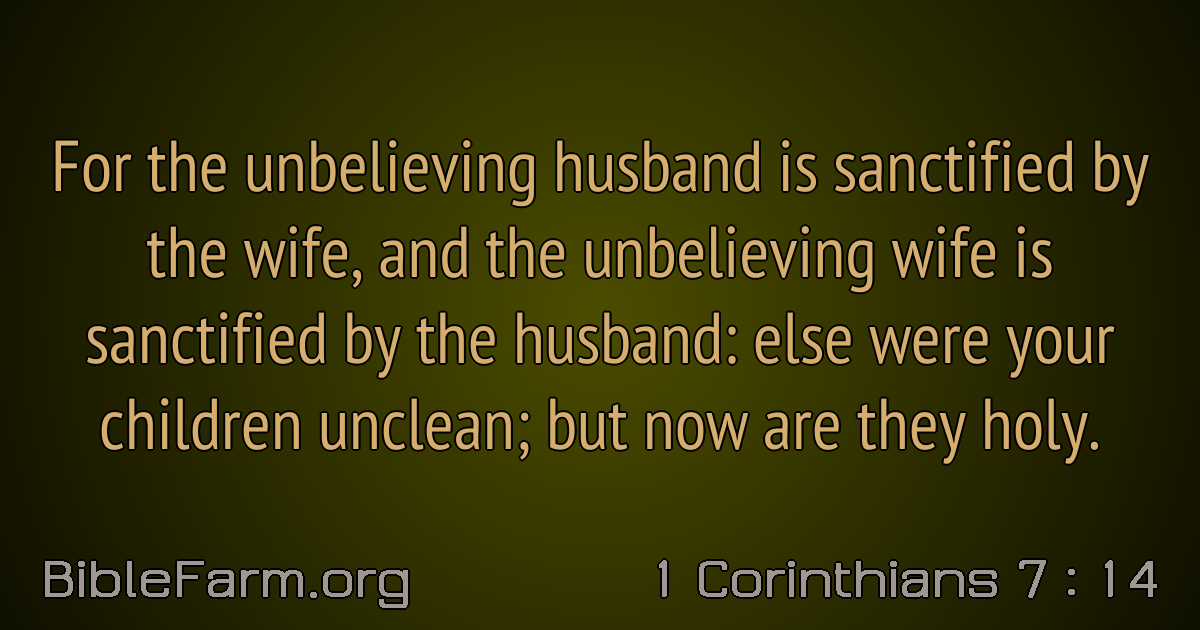 For the unbelieving husband is sanctified by
the wife, and the unbelieving wife is
sanctified by the husband: else were your
children unclean; but now are they holy.
BibleFarm.org
1 Corinthians 7 : 14